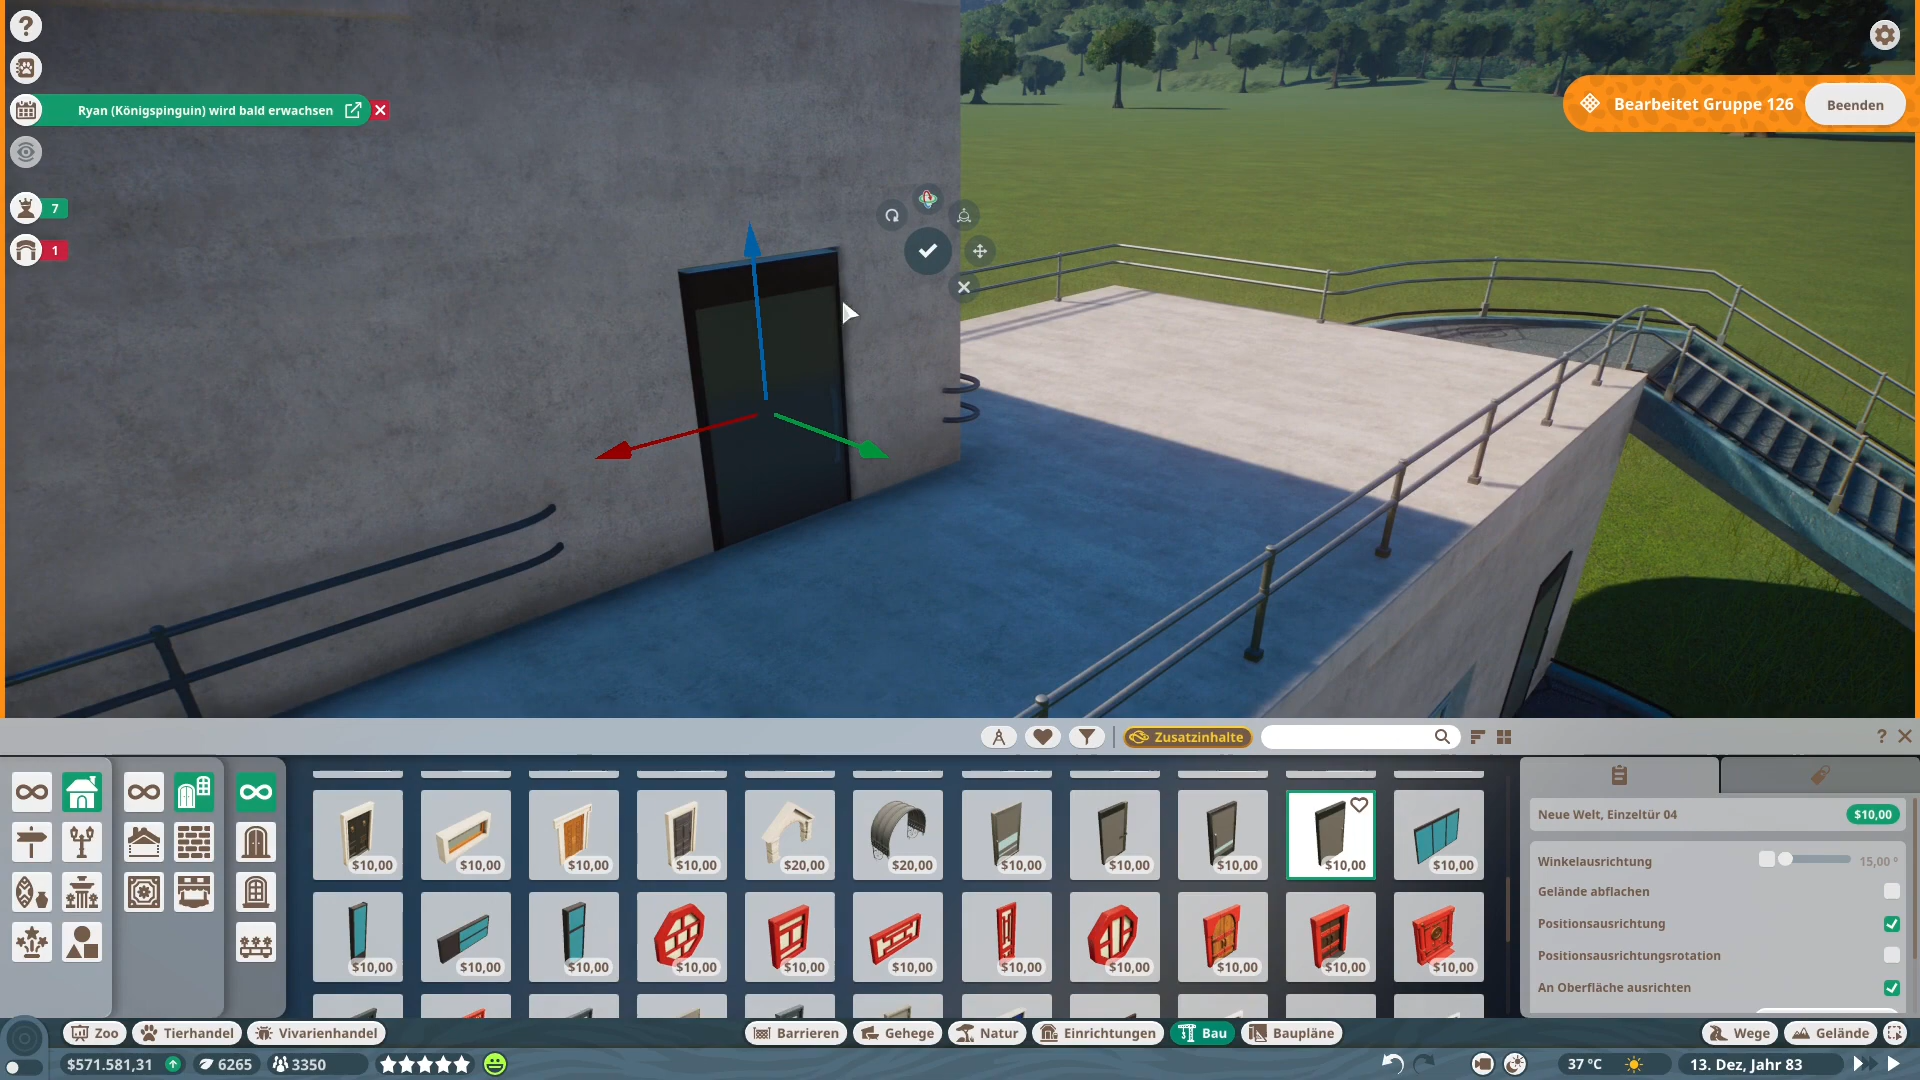 Ryan (Königspinguin) wird bald erwachsen
7
1
Bearbeitet Gruppe 126
Beenden
Zusatzinhalte
$10,00 $10,00 $10,00 $10,00 $20,00 $20,00 $10,00 $10,00 $10,00 $10,00 $10,00
$10,00 $10,00 $10,00 $10,00 $10,00 $10,00 $10,00 $10,00 $10,00 $10,00 $10,00
Neue Welt, Einzeltür 04
$10,00
Winkelausrichtung
15,00 °
Gelände abflachen
Positionsausrichtung
Positionsausrichtungsrotation
An Oberfläche ausrichten
Zoo
Tierhandel
Vivarienhandel
Barrieren
Gehege
Natur
Einrichtungen
Bau
Baupläne
Wege
Gelände
$571.581,31
6265
3350
37 °C
13. Dez, Jahr 83